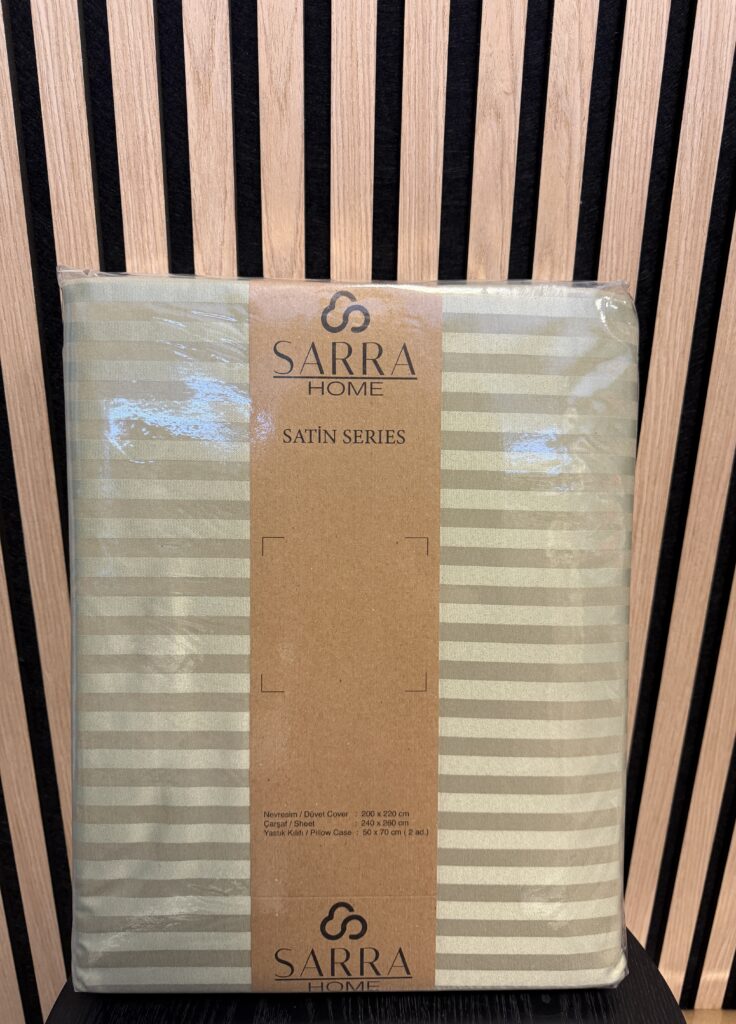 SARRA
HOME
SATİN SERIES
Nevresim / Düvet Cover : 200 x 220 cm
Çarşaf / Sheet : 240 x 260 cm
Yastık Kılıfı / Pillow Case : 50 x 70 cm ( 2 ad.)
SARRA
HOME